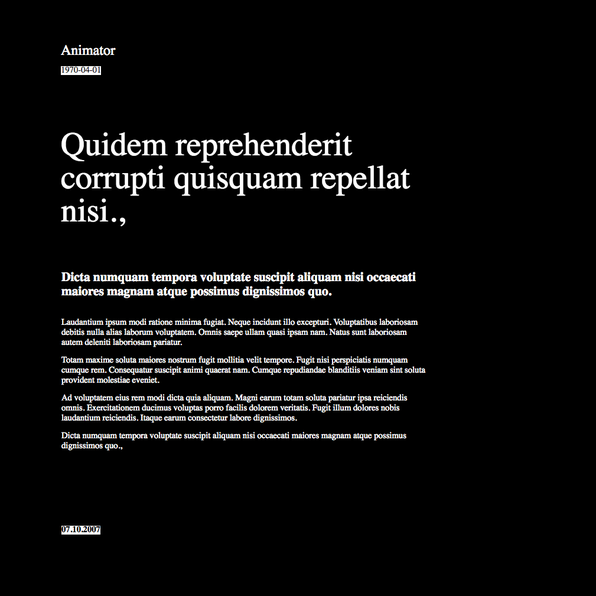 Animator
1970-04-01
Quidem reprehenderit
corrupti quisquam repellat
nisi.,
Dicta numquam tempora voluptate suscipit aliquam nisi occaecati
maiores magnam atque possimus dignissimos quo.
Laudantium ipsum modi ratione minima fugiat. Neque incidunt illo excepturi. Voluptatibus laboriosam
debitis nulla alias laborum voluptatem. Omnis saepe ullam quasi ipsam nam. Natus sunt laboriosam
autem deleniti laboriosam pariatur.
Totam maxime soluta maiores nostrum fugit mollitia velit tempore. Fugit nisi perspiciatis numquam
cumque rem. Consequatur suscipit animi quaerat nam. Cumque repudiandae blanditiis veniam sint soluta
provident molestiae eveniet.
Ad voluptatem eius rem modi dicta quia aliquam. Magni earum totam soluta pariatur ipsa reiciendis
omnis. Exercitationem ducimus voluptas porro facilis dolorem veritatis. Fugit illum dolores nobis
laudantium reiciendis. Itaque earum consectetur labore dignissimos.
Dicta numquam tempora voluptate suscipit aliquam nisi occaecati maiores magnam atque possimus
dignissimos quo.,
07.10.2007